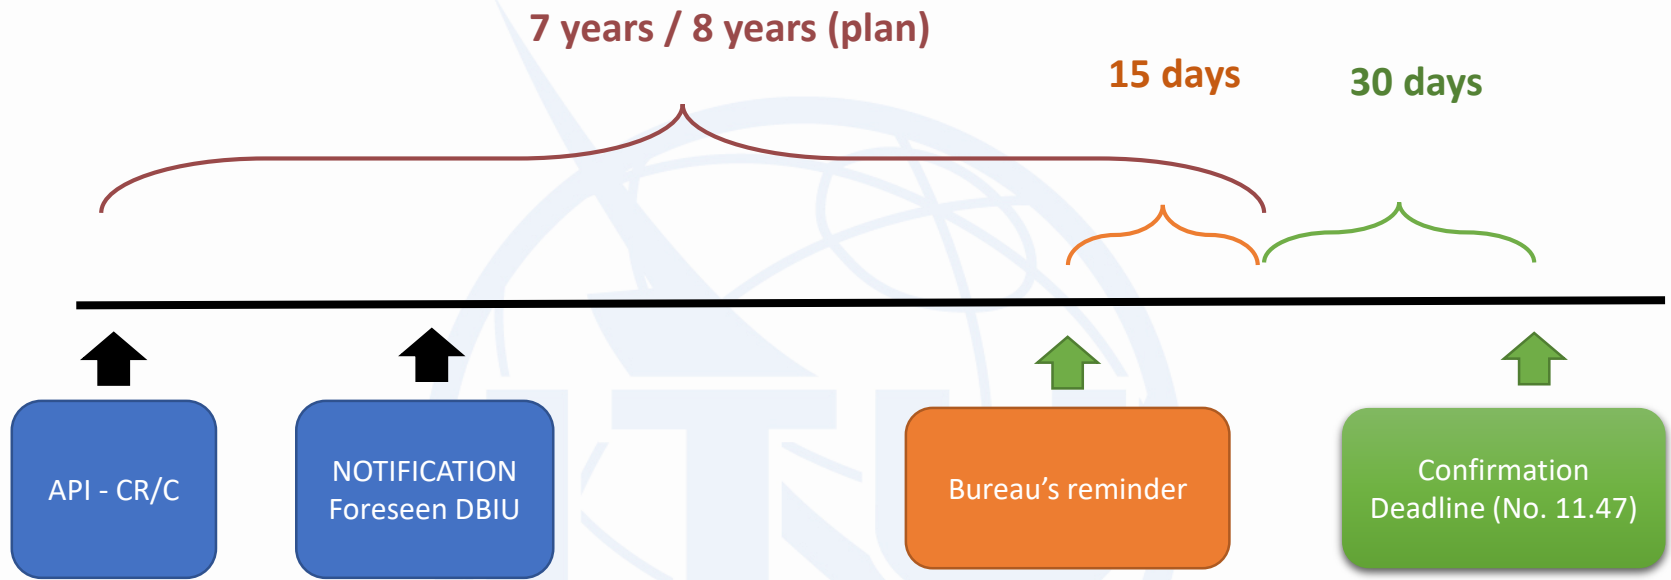 7 years / 8 years (plan)
15 days
30 days
API - CR/C
NOTIFICATION
Foreseen DBIU
Bureau's reminder
Confirmation
Deadline (No. 11.47)
ITU